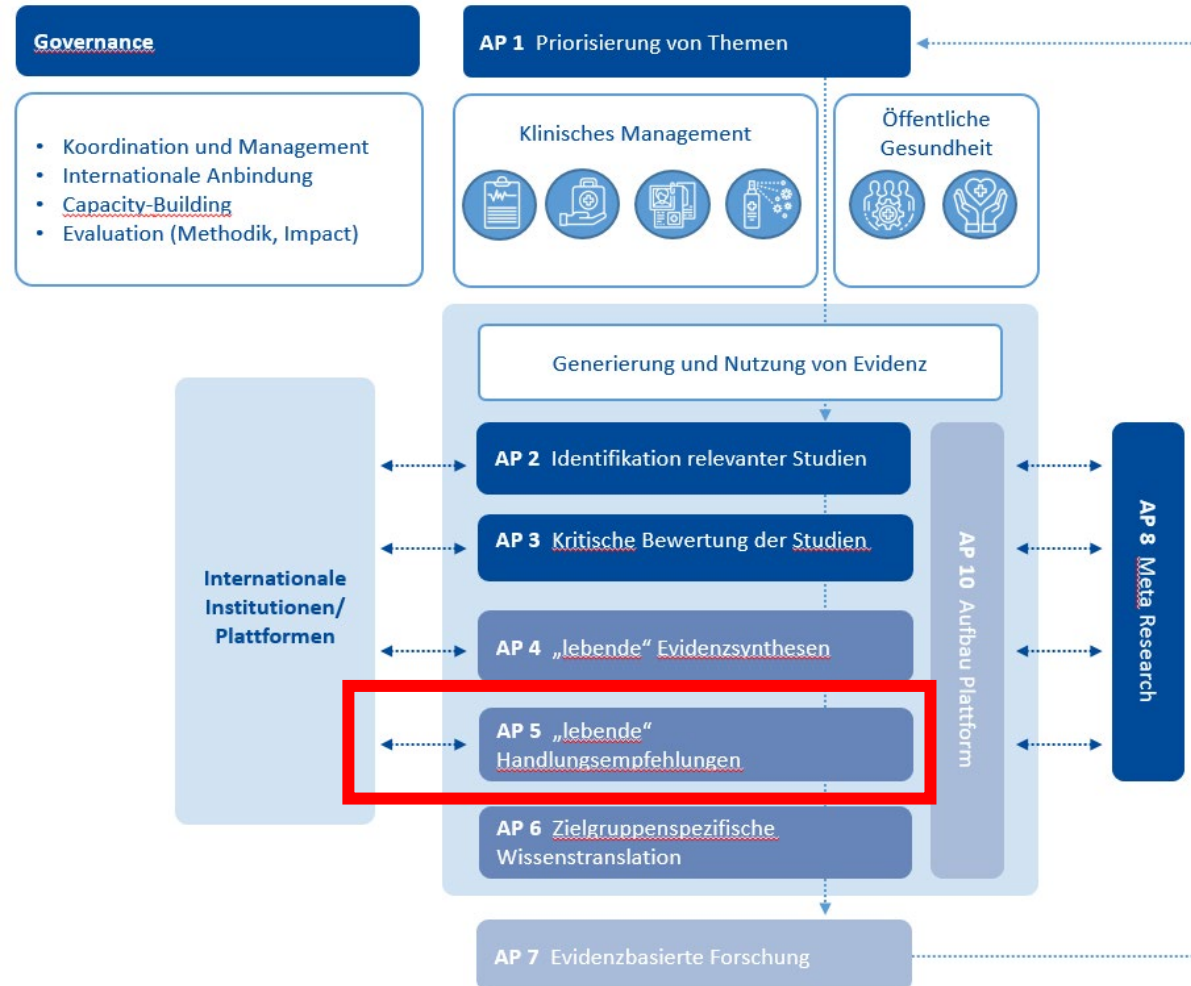 Governance
• Koordination und Management
• Internationale Anbindung
• Capacity-Building
• Evaluation (Methodik, Impact)
AP 1 Priorisierung von Themen
Klinisches Management
Öffentliche
Gesundheit
Generierung und Nutzung von Evidenz
Internationale
Institutionen/
Plattformen
AP 2 Identifikation relevanter Studien
AP 3 Kritische Bewertung der Studien
AP 4 „lebende“ Evidenzsynthesen
AP 5 „lebende“
Handlungsempfehlungen
AP 6 Zielgruppenspezifische
Wissenstranslation
AP 10 Aufbau Plattform
AP 8 Meta Research
AP 7 Evidenzbasierte Forschung